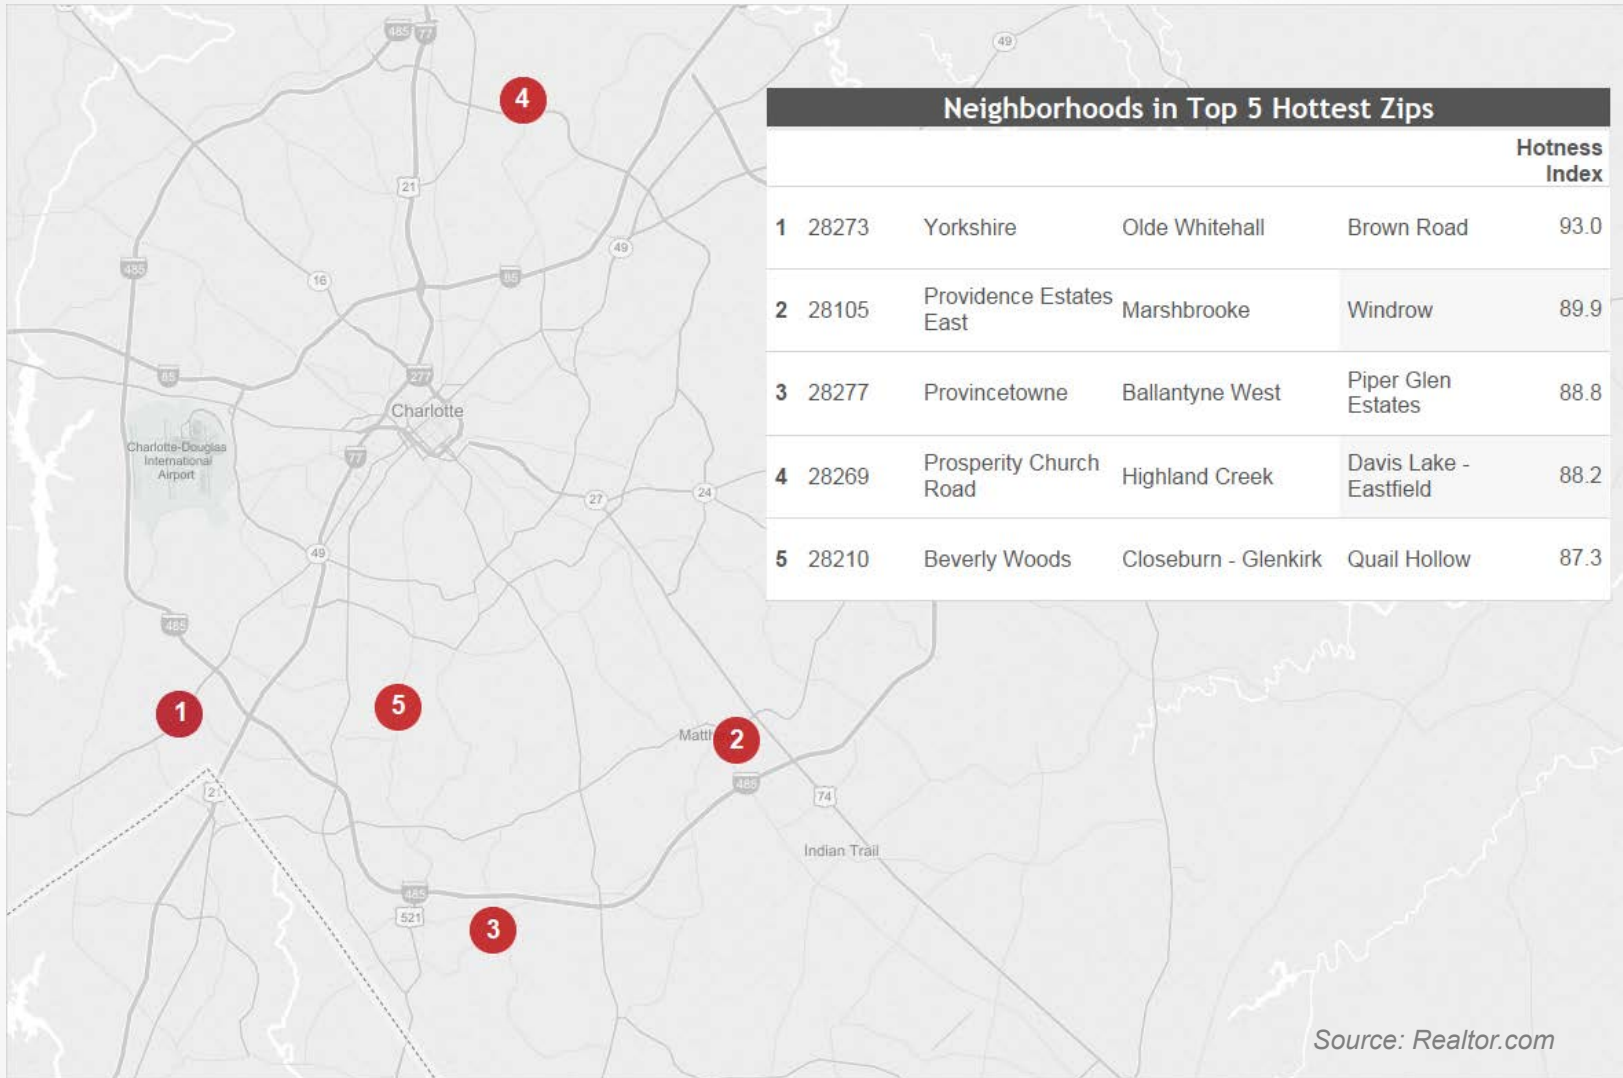 485
77
49
4
Neighborhoods in Top 5 Hottest Zips
Hotness
Index
21
1 28273 Yorkshire Olde Whitehall Brown Road 93.0
49
485
16
85
2 28105 Providence Estates East Marshbrooke Windrow 89.9
85
277
3 28277 Provincetowne Ballantyne West Piper Glen Estates 88.8
Charlotte
Charlotte-Douglas
International
Airport
77
4 28269 Prosperity Church Road Highland Creek Davis Lake - Eastfield 88.2
27
24
49
5 28210 Beverly Woods Closeburn - Glenkirk Quail Hollow 87.3
485
1
5
Matth
2
485
21
74
Indian Trail
485
521
3
Source: Realtor.com